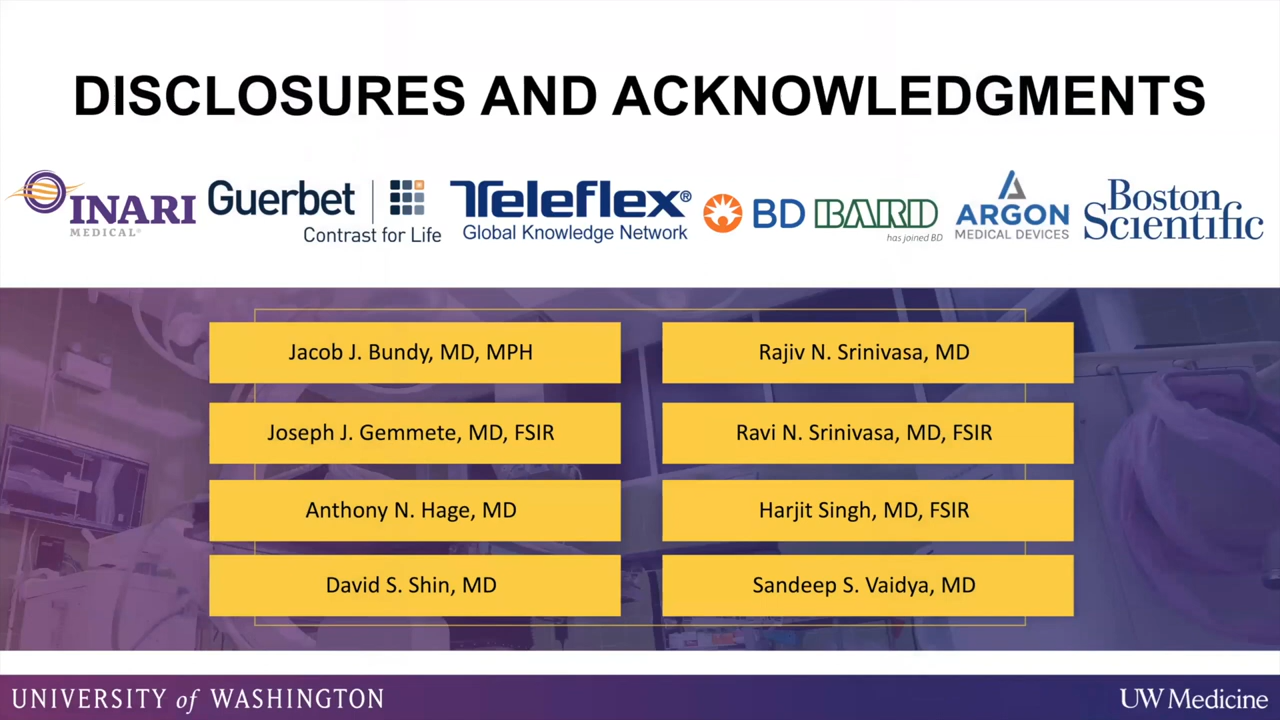 DISCLOSURES AND ACKNOWLEDGMENTS
INARI
MEDICAL®
Guerbet
Contrast for Life
Teleflex®
Global Knowledge Network
BD
BARD
has joined BD
ARGON
MEDICAL DEVICES
Boston
Scientific
Jacob J. Bundy, MD, MPH
Rajiv N. Srinivasa, MD
Joseph J. Gemmete, MD, FSIR
Ravi N. Srinivasa, MD, FSIR
Anthony N. Hage, MD
Harjit Singh, MD, FSIR
David S. Shin, MD
Sandeep S. Vaidya, MD
UNIVERSITY of WASHINGTON
UW Medicine